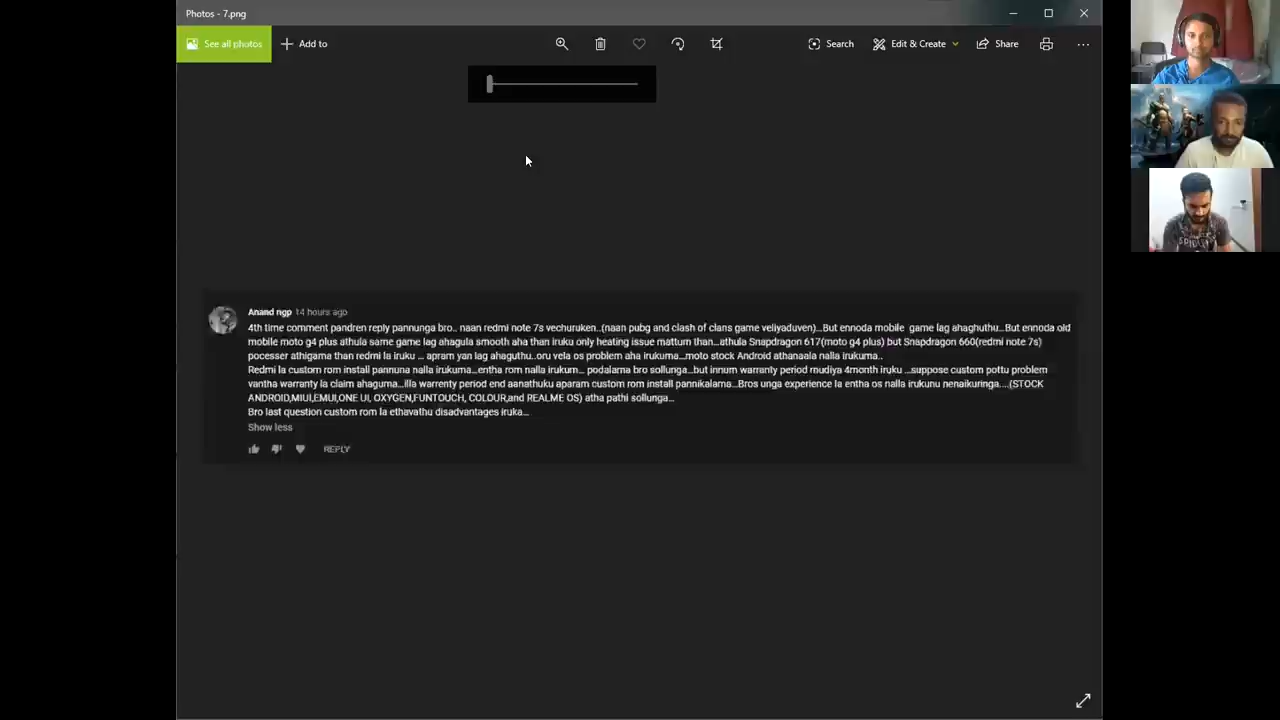 Photos - 7.png
See all photos
Add to
Search
Edit & Create
Share
Anand ngp 14 hours ago
4th time comment pandren reply pannunga bro.. naan redmi note 7s vechuruken..(naan pubg and clash of clans game veliyaduven)...But ennoda mobile game lag ahaghuthu...But ennoda old
mobile moto g4 plus athula same game lag ahagula smooth aha than iruku only heating issue mattum than...athula Snapdragon 617(moto g4 plus) but Snapdragon 660(redmi note 7s)
pocesser athigama than redmi la iruku ... apram yan lag ahaguthu..oru vela os problem aha irukuma...moto stock Android athanaala nalla irukuma..
Redmi la custom rom install pannuna nalla irukuma...entha rom nalla irukum... podalama bro sollunga...but innum warranty period mudiya 4month iruku ...suppose custom pottu problem
vantha warranty la claim ahaguma...illa warrenty period end aanathuku aparam custom rom install pannikalama...Bros unga experience la entha os nalla irukunu nenaikuringa....(STOCK
ANDROID,MIUI,EMUI,ONE UI, OXYGEN,FUNTOUCH, COLOUR,and REALME OS) atha pathi sollunga...
Bro last question custom rom la ethavathu disadvantages iruka...
Show less
REPLY